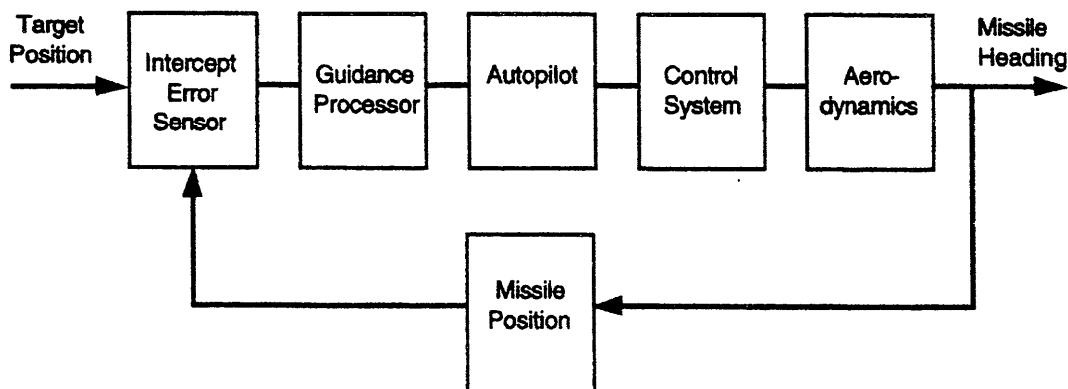 Target
Position
Intercept
Error
Sensor
Guidance
Processor
Autopilot
Control
System
Aero-
dynamics
Missile
Heading
Missile
Position